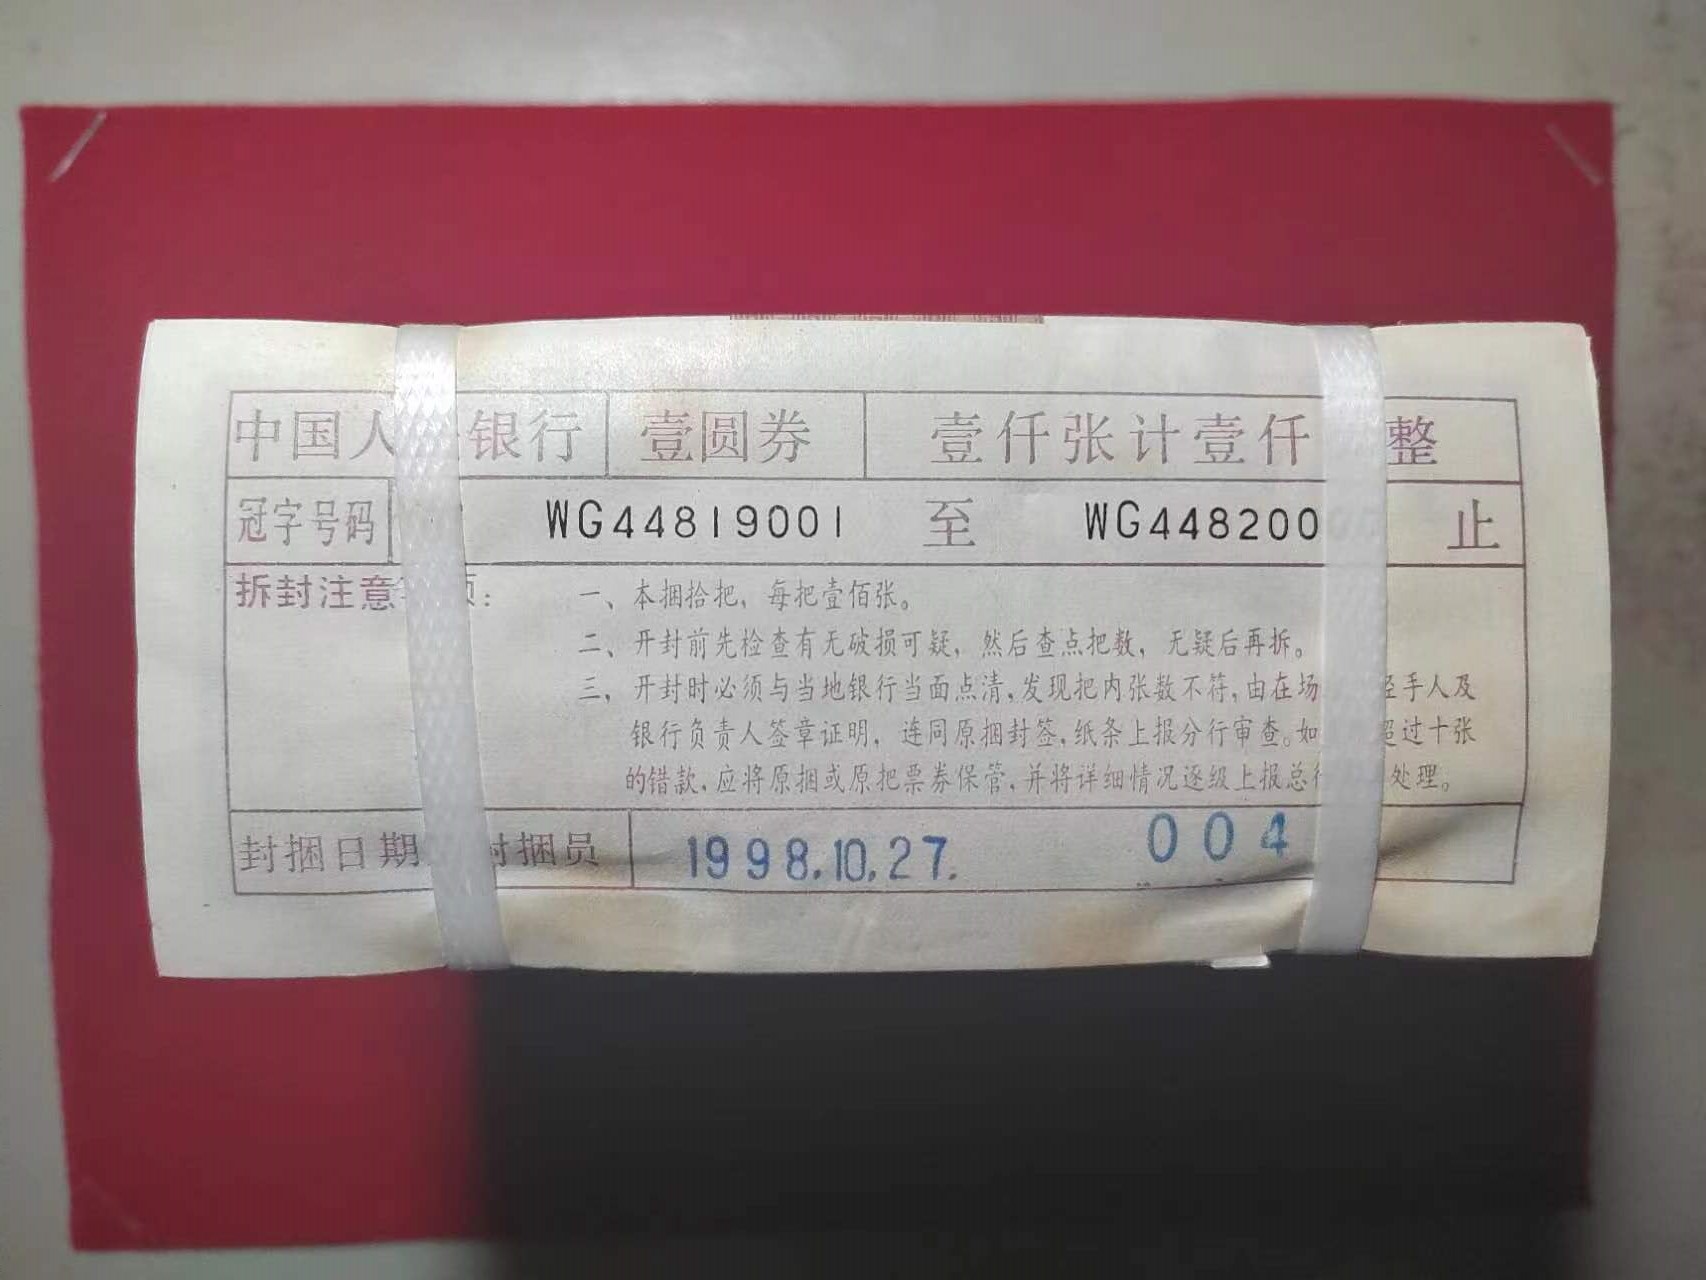 中国人 银行 壹圆券 壹仟张计壹仟 整
冠字号码 WG44819001 至 WG448200 止
拆封注意 项： 一、本捆拾把，每把壹佰张。
二、开封前先检查有无破损可疑，然后查点把数，无疑后再拆。
三、开封时必须与当地银行当面点清，发现把内张数不符，由在场 经手人及
银行负责人签章证明，连同原捆封签，纸条上报分行审查。如 超过十张
的错款，应将原捆或原把票券保管，并将详细情况逐级上报总行 处理。
封捆日期 封捆员 1998.10.27. 004